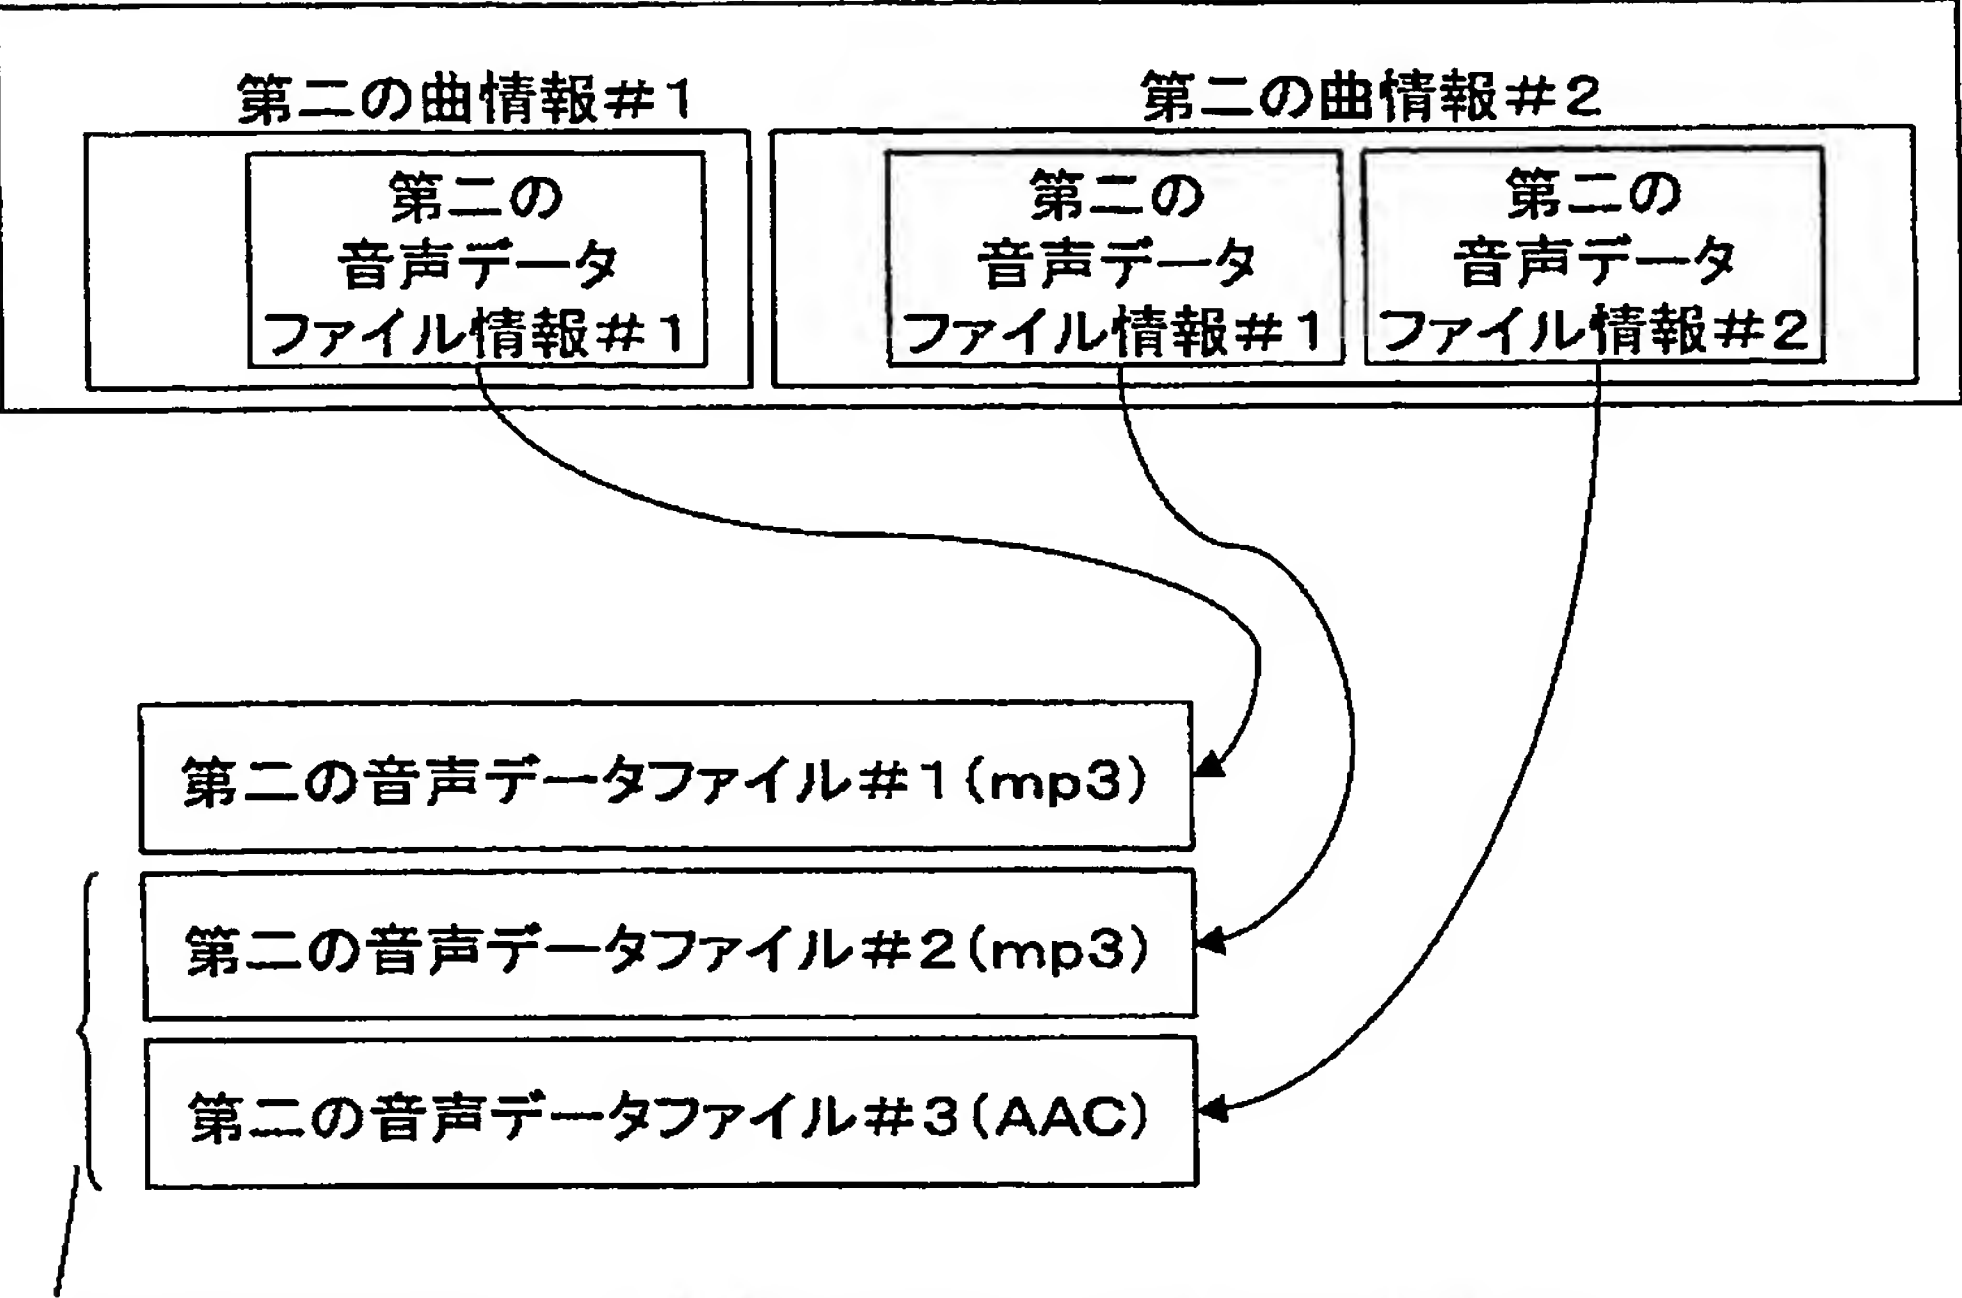 第二の曲情報#1
第二の曲情報#2
第二の
音声データ
ファイル情報#1
第二の
音声データ
ファイル情報#1
第二の
音声データ
ファイル情報#2
第二の音声データファイル#1(mp3)
第二の音声データファイル#2(mp3)
第二の音声データファイル#3(AAC)